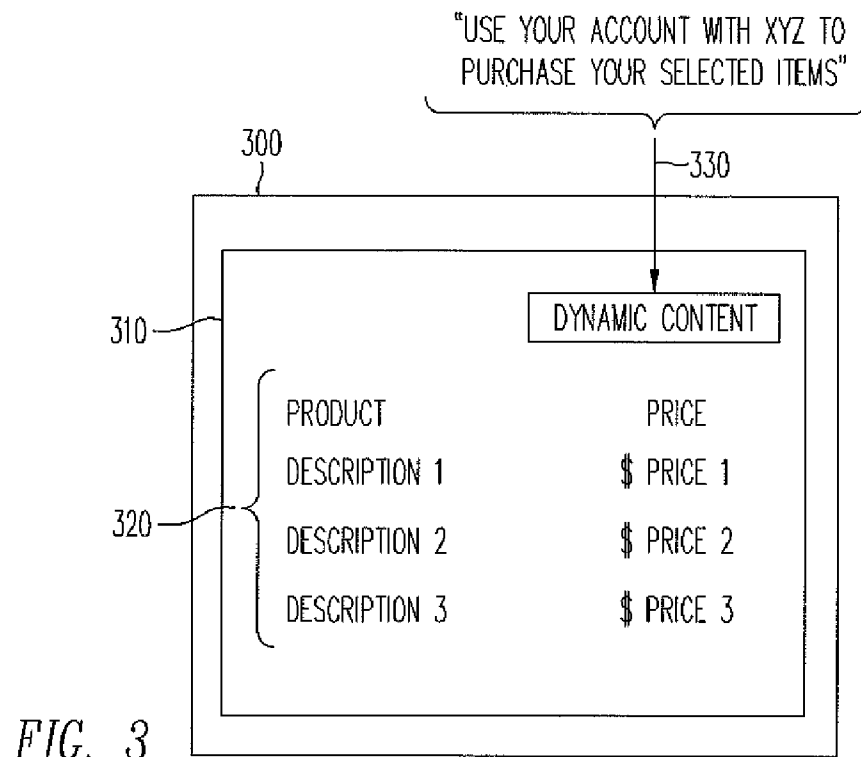 "USE YOUR ACCOUNT WITH XYZ TO
PURCHASE YOUR SELECTED ITEMS"
300
330
DYNAMIC CONTENT
310
PRODUCT PRICE
DESCRIPTION 1 $ PRICE 1
320
DESCRIPTION 2 $ PRICE 2
DESCRIPTION 3 $ PRICE 3
FIG. 3